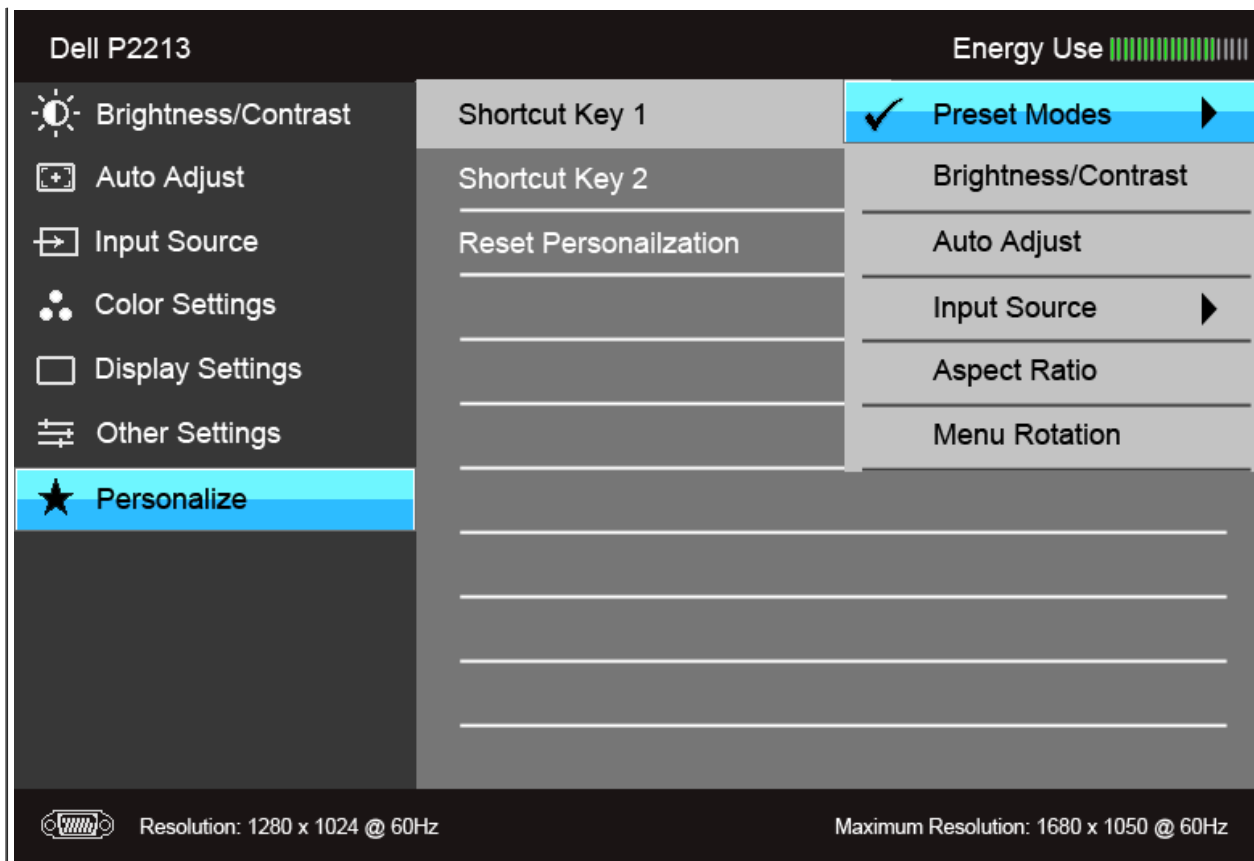 Dell P2213
Energy Use
Brightness/Contrast
Auto Adjust
Input Source
Color Settings
Display Settings
Other Settings
Personalize
Shortcut Key 1
Shortcut Key 2
Reset Personailzation
Preset Modes
Brightness/Contrast
Auto Adjust
Input Source
Aspect Ratio
Menu Rotation
Resolution: 1280 x 1024 @ 60Hz
Maximum Resolution: 1680 x 1050 @ 60Hz